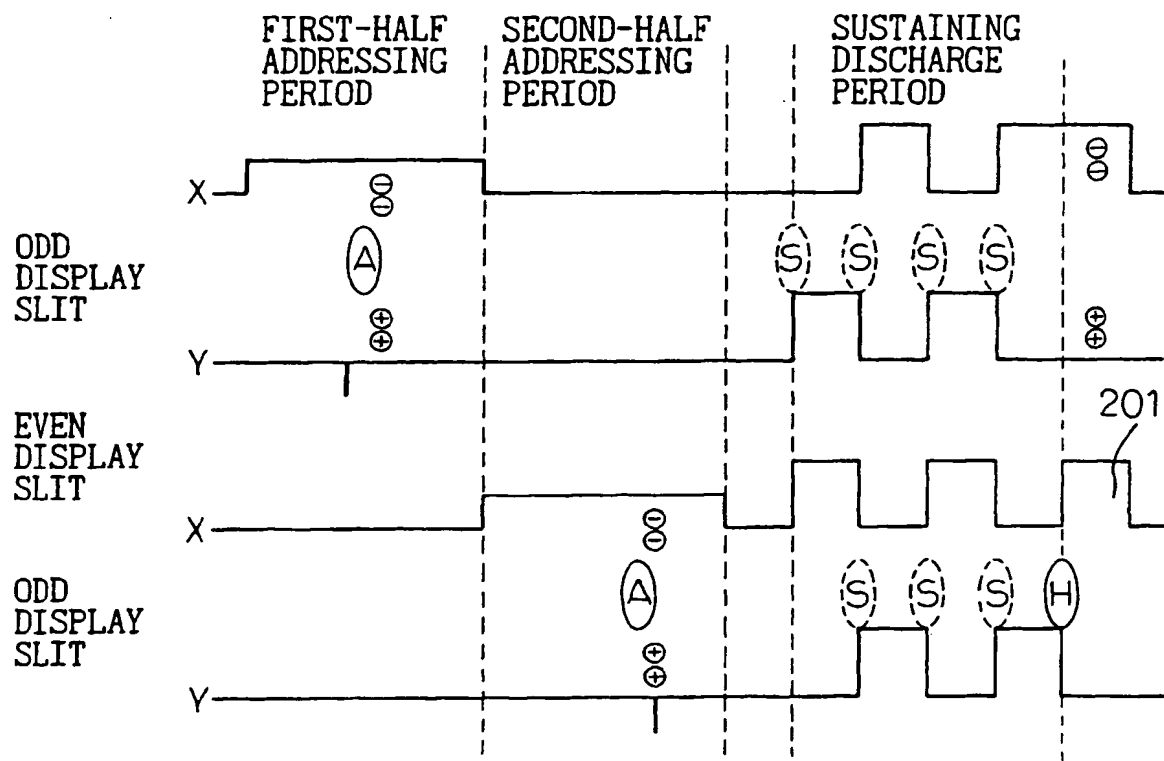 FIRST-HALF
ADDRESSING
PERIOD
SECOND-HALF
ADDRESSING
PERIOD
SUSTAINING
DISCHARGE
PERIOD
X
⊖
⊖
ODD
DISPLAY
SLIT
A
S S S S
⊕
⊕
Y
⊖
⊖
⊕
⊕
EVEN
DISPLAY
SLIT
201
X
⊖
⊖
ODD
DISPLAY
SLIT
A
S S S H
⊕
⊕
Y